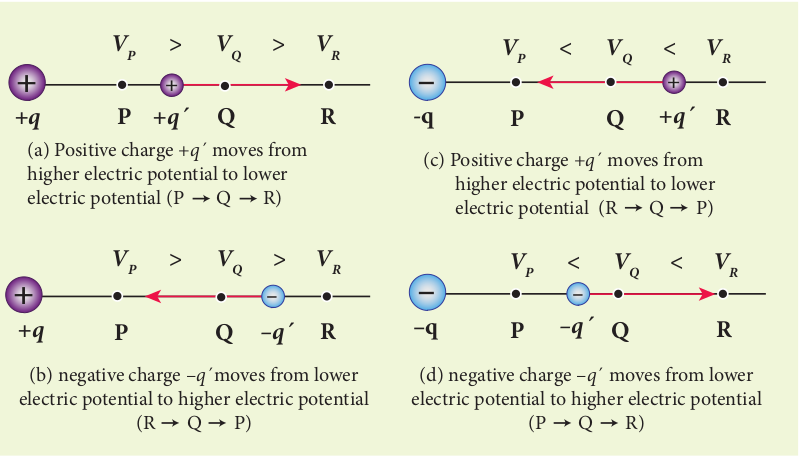 V_P > V_Q > V_R
+
+
+q P +q´ Q R
(a) Positive charge +q´ moves from
higher electric potential to lower
electric potential (P → Q → R)
V_P < V_Q < V_R
−
+
-q P Q +q´ R
(c) Positive charge +q´ moves from
higher electric potential to lower
electric potential (R → Q → P)
V_P > V_Q > V_R
+
−
+q P Q –q´ R
(b) negative charge –q´ moves from lower
electric potential to higher electric potential
(R → Q → P)
V_P < V_Q < V_R
−
−
–q P –q´ Q R
(d) negative charge –q´ moves from lower
electric potential to higher electric potential
(P → Q → R)